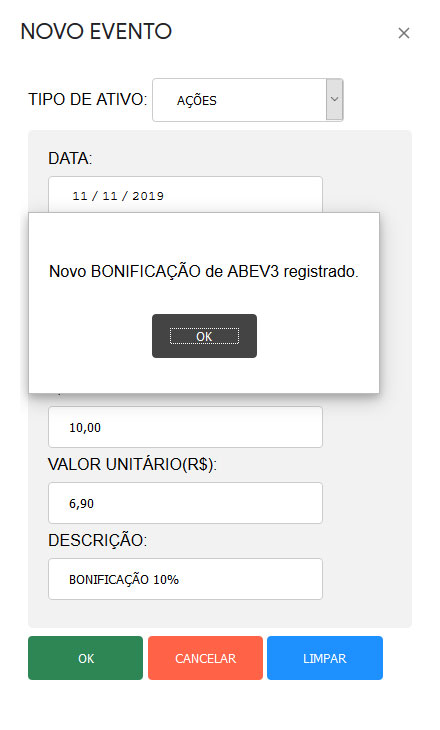 NOVO EVENTO
TIPO DE ATIVO: AÇÕES
DATA:
11 / 11 / 2019
Novo BONIFICAÇÃO de ABEV3 registrado.
OK
10,00
VALOR UNITÁRIO(R$):
6,90
DESCRIÇÃO:
BONIFICAÇÃO 10%
OK CANCELAR LIMPAR